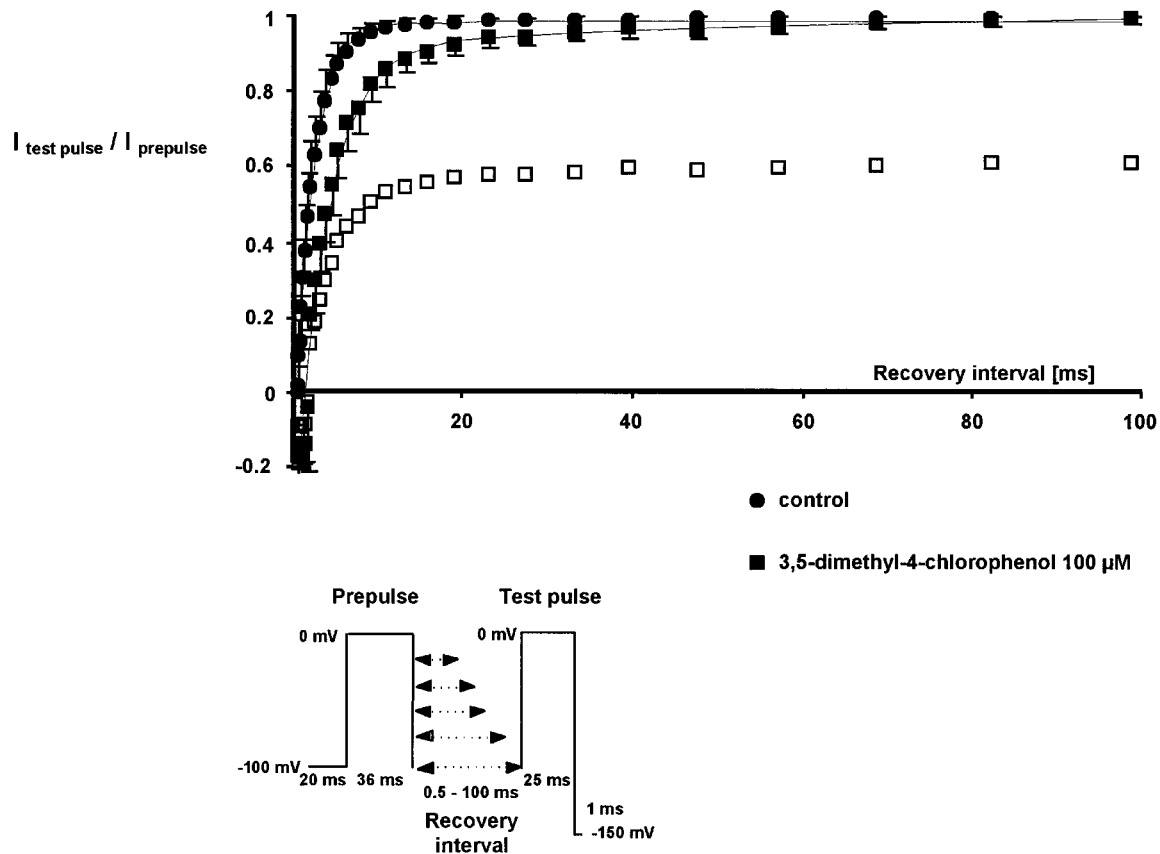 1
0.8
I test pulse / I prepulse
0.6
0.4
0.2
Recovery interval [ms]
0
20
40
60
80
100
-0.2
control
3,5-dimethyl-4-chlorophenol 100 µM
Prepulse
Test pulse
0 mV
0 mV
-100 mV
20 ms
36 ms
25 ms
0.5 - 100 ms
1 ms
Recovery
interval
-150 mV